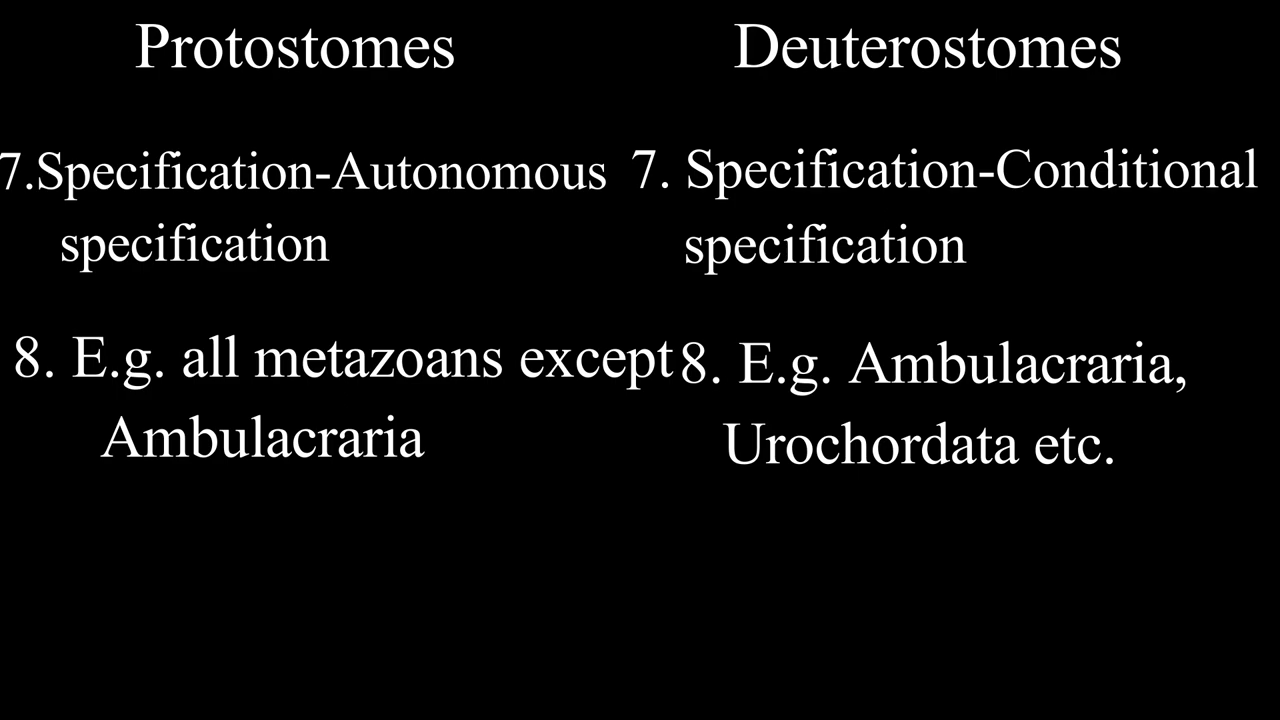 Protostomes
Deuterostomes
7.Specification-Autonomous
specification
7. Specification-Conditional
specification
8. E.g. all metazoans except
Ambulacraria
8. E.g. Ambulacraria,
Urochordata etc.